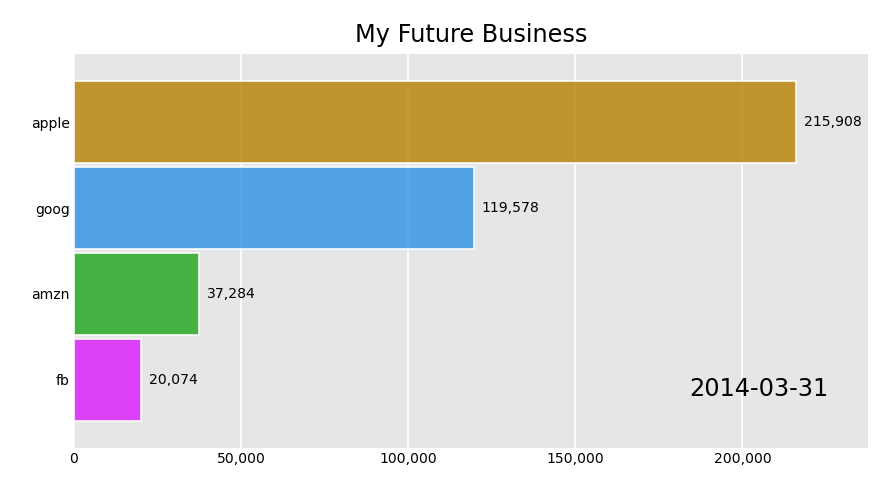 My Future Business
apple
215,908
goog
119,578
amzn
37,284
fb
20,074
2014-03-31
0
50,000
100,000
150,000
200,000